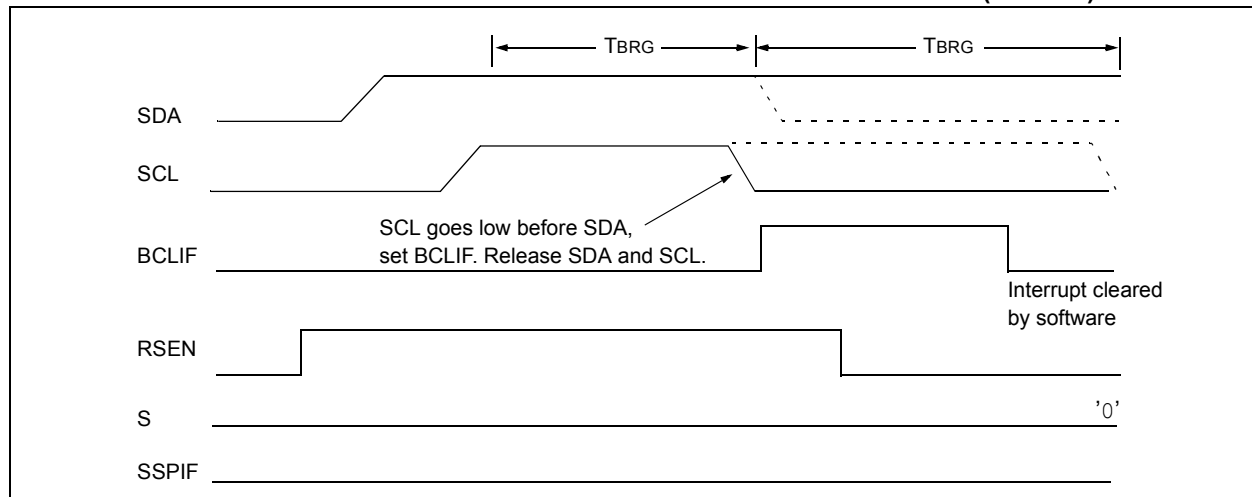 TBRG TBRG
SDA
SCL
SCL goes low before SDA,
set BCLIF. Release SDA and SCL.
BCLIF
Interrupt cleared
by software
RSEN
S '0'
SSPIF